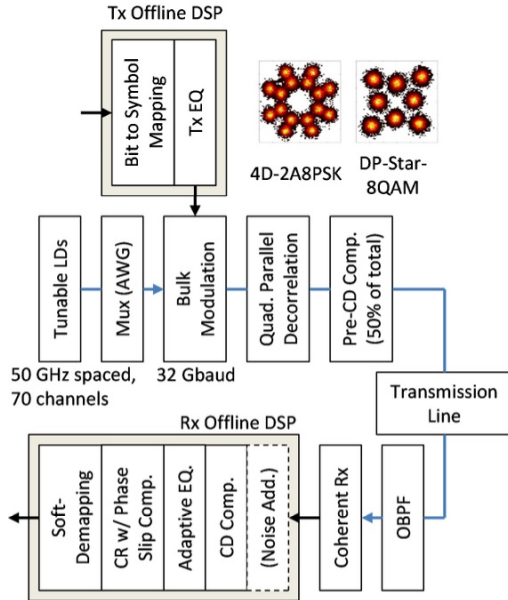 Tx Offline DSP
Bit to Symbol
Mapping
Tx EQ
4D-2A8PSK
DP-Star-
8QAM
Tunable LDs
Mux (AWG)
Bulk
Modulation
Quad. Parallel
Decorrelation
Pre-CD Comp.
(50% of total)
50 GHz spaced,
70 channels
32 Gbaud
Transmission
Line
Rx Offline DSP
Soft-
Demapping
CR w/ Phase
Slip Comp.
Adaptive EQ.
CD Comp.
(Noise Add.)
Coherent Rx
OBPF